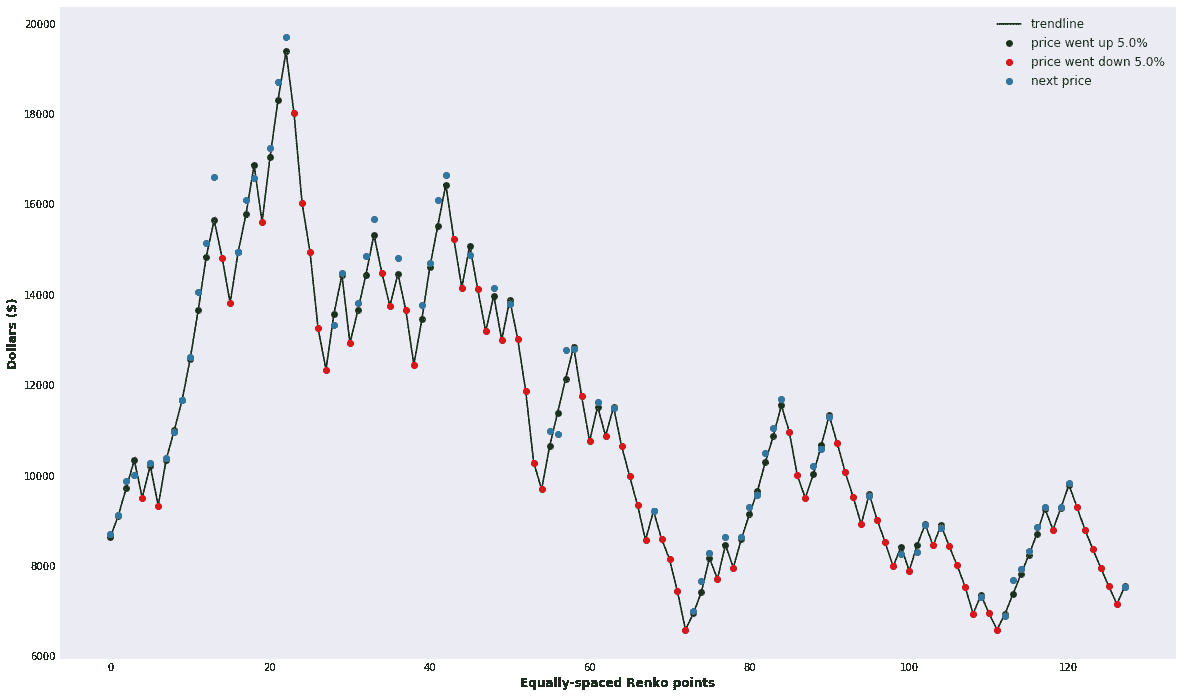 20000
18000
16000
14000
12000
10000
8000
6000
Dollars ($)
trendline
price went up 5.0%
price went down 5.0%
next price
0 20 40 60 80 100 120
Equally-spaced Renko points